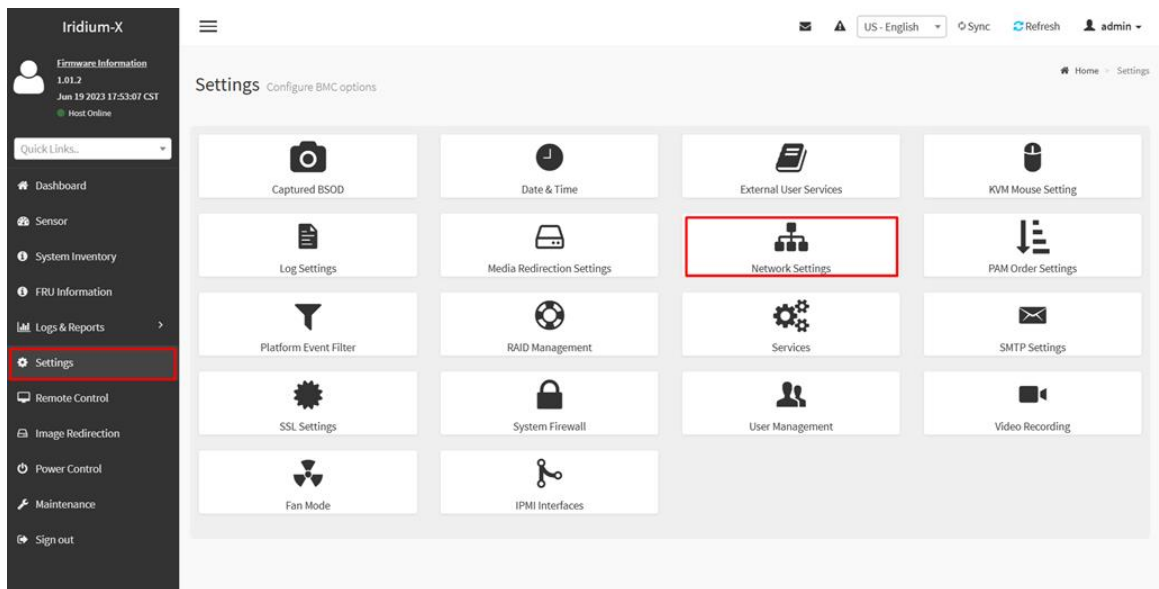 Iridium-X
US - English
Sync
Refresh
admin
Firmware Information
1.01.2
Jun 19 2023 17:53:07 CST
Host Online
Settings Configure BMC options
Home > Settings
Quick Links..
Dashboard
Sensor
System Inventory
FRU Information
Logs & Reports
Settings
Remote Control
Image Redirection
Power Control
Maintenance
Sign out
Captured BSOD
Date & Time
External User Services
KVM Mouse Setting
Log Settings
Media Redirection Settings
Network Settings
PAM Order Settings
Platform Event Filter
RAID Management
Services
SMTP Settings
SSL Settings
System Firewall
User Management
Video Recording
Fan Mode
IPMI Interfaces